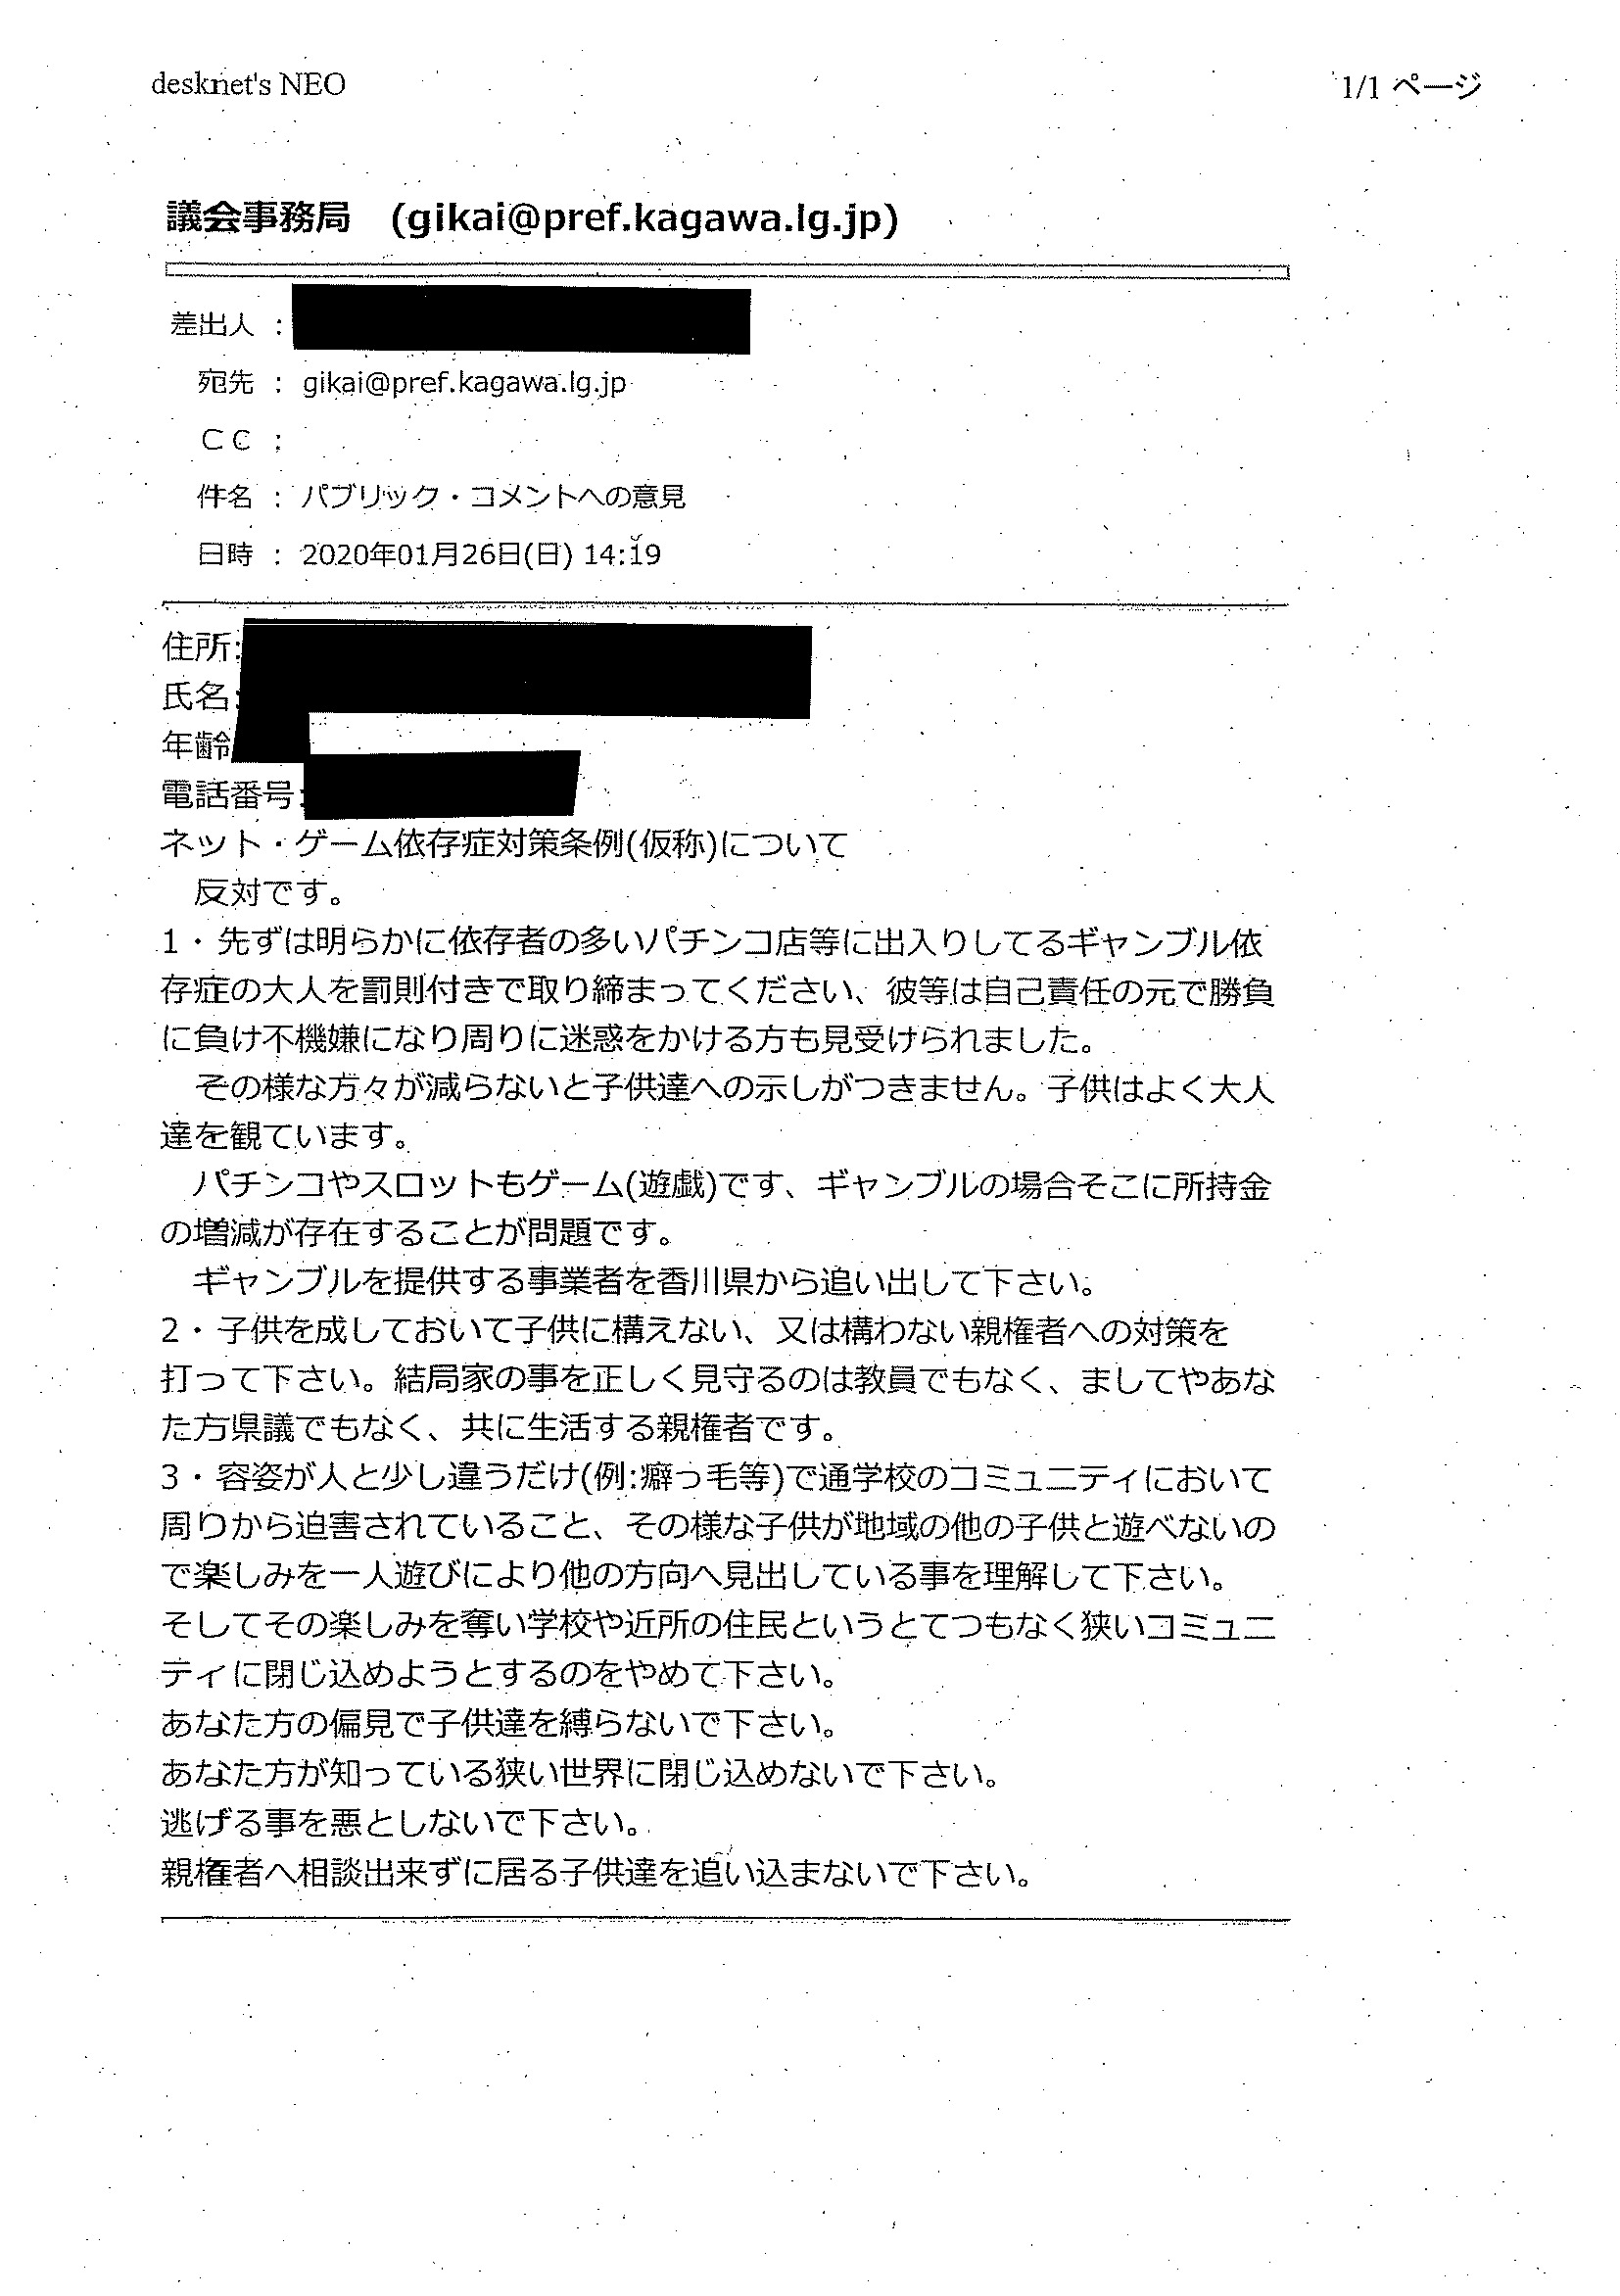 desknet's NEO
1/1 ページ
議会事務局 (gikai@pref.kagawa.lg.jp)
差出人 :
宛先 : gikai@pref.kagawa.lg.jp
CC :
件名 : パブリック・コメントへの意見
日時 : 2020年01月26日(日) 14:19
住所:
氏名:
年齢
電話番号:
ネット・ゲーム依存症対策条例(仮称)について
反対です。
1・先ずは明らかに依存者の多いパチンコ店等に出入りしてるギャンブル依
存症の大人を罰則付きで取り締まってください、彼等は自己責任の元で勝負
に負け不機嫌になり周りに迷惑をかける方も見受けられました。
その様な方々が減らないと子供達への示しがつきません。子供はよく大人
達を観ています。
パチンコやスロットもゲーム(遊戯)です、ギャンブルの場合そこに所持金
の増減が存在することが問題です。
ギャンブルを提供する事業者を香川県から追い出して下さい。
2・子供を成しておいて子供に構えない、又は構わない親権者への対策を
打って下さい。結局家の事を正しく見守るのは教員でもなく、ましてやあな
た方県議でもなく、共に生活する親権者です。
3・容姿が人と少し違うだけ(例:癖っ毛等)で通学校のコミュニティにおいて
周りから迫害されていること、その様な子供が地域の他の子供と遊べないの
で楽しみを一人遊びにより他の方向へ見出している事を理解して下さい。
そしてその楽しみを奪い学校や近所の住民というとてつもなく狭いコミュニ
ティに閉じ込めようとするのをやめて下さい。
あなた方の偏見で子供達を縛らないで下さい。
あなた方が知っている狭い世界に閉じ込めないで下さい。
逃げる事を悪としないで下さい。
親権者へ相談出来ずに居る子供達を追い込まないで下さい。